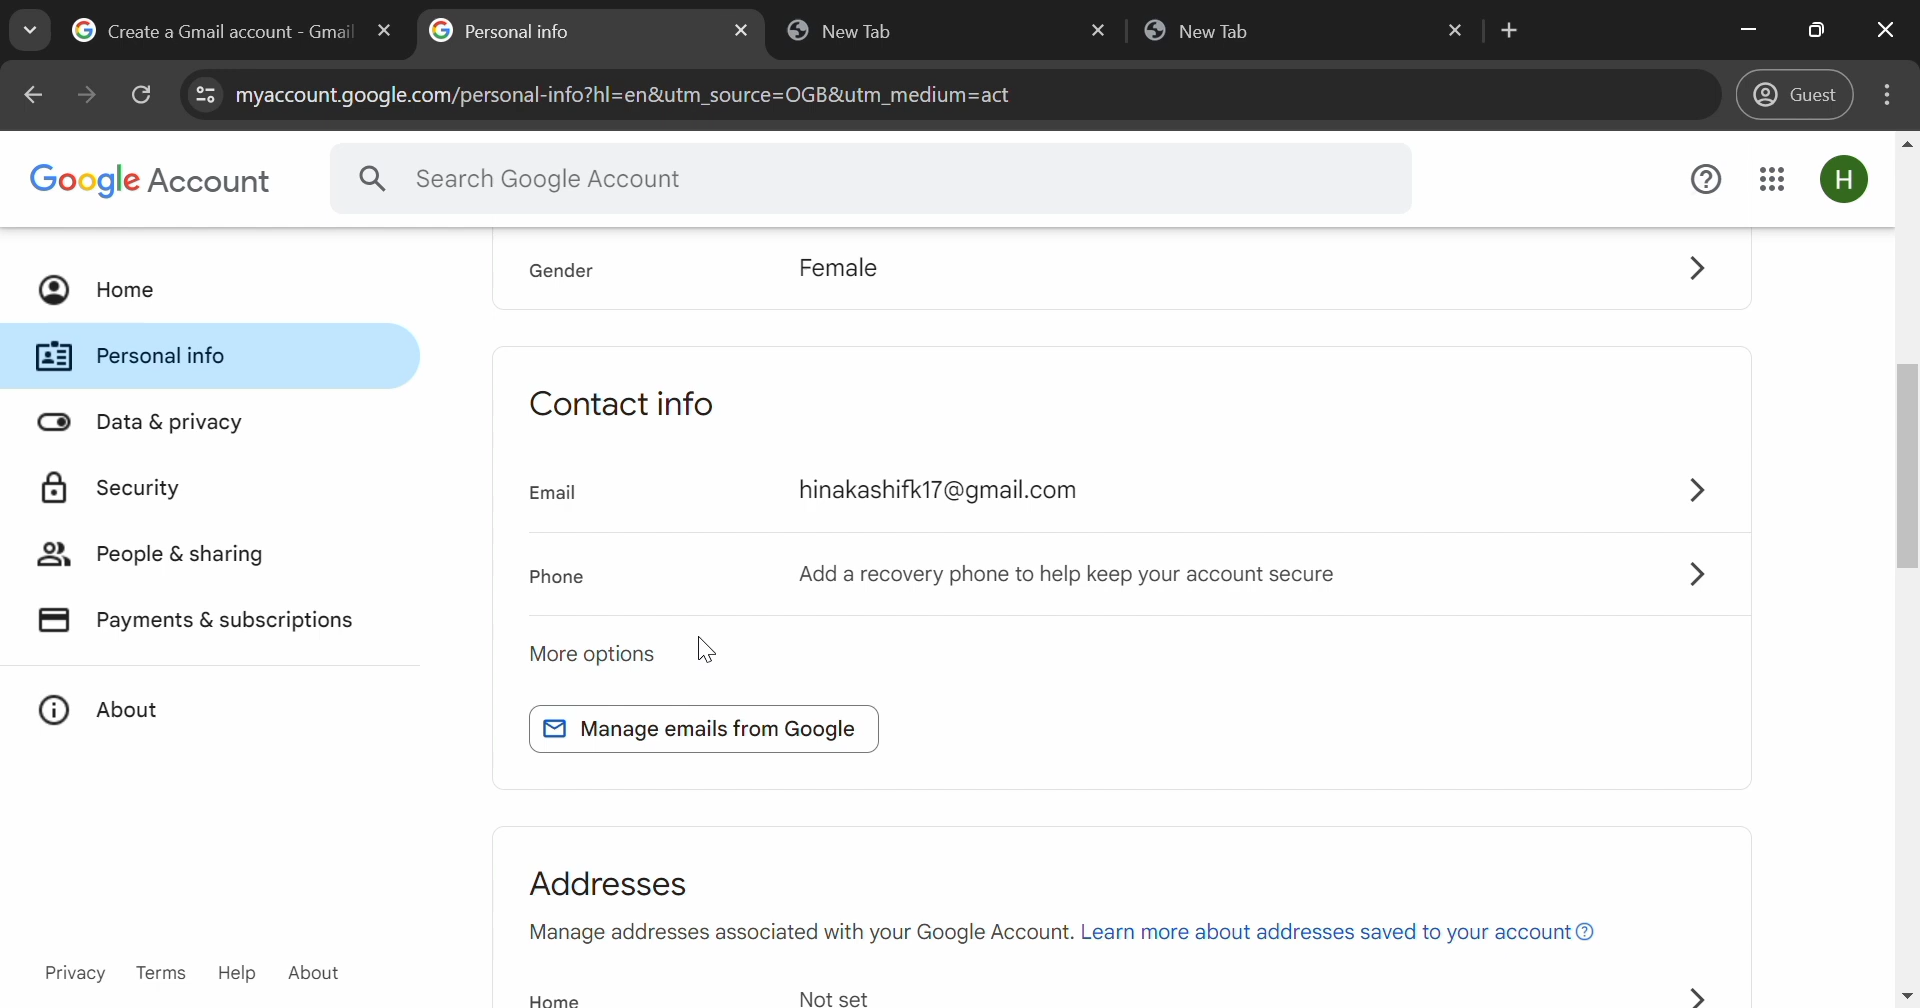 Create a Gmail account - Gmail
Personal info
New Tab
New Tab
myaccount.google.com/personal-info?hl=en&utm_source=OGB&utm_medium=act
Guest
Google Account
Search Google Account
H
Home
Personal info
Data & privacy
Security
People & sharing
Payments & subscriptions
About
Privacy Terms Help About
Gender Female
Contact info
Email hinakashifk17@gmail.com
Phone Add a recovery phone to help keep your account secure
More options
Manage emails from Google
Addresses
Manage addresses associated with your Google Account. Learn more about addresses saved to your account
Home Not set